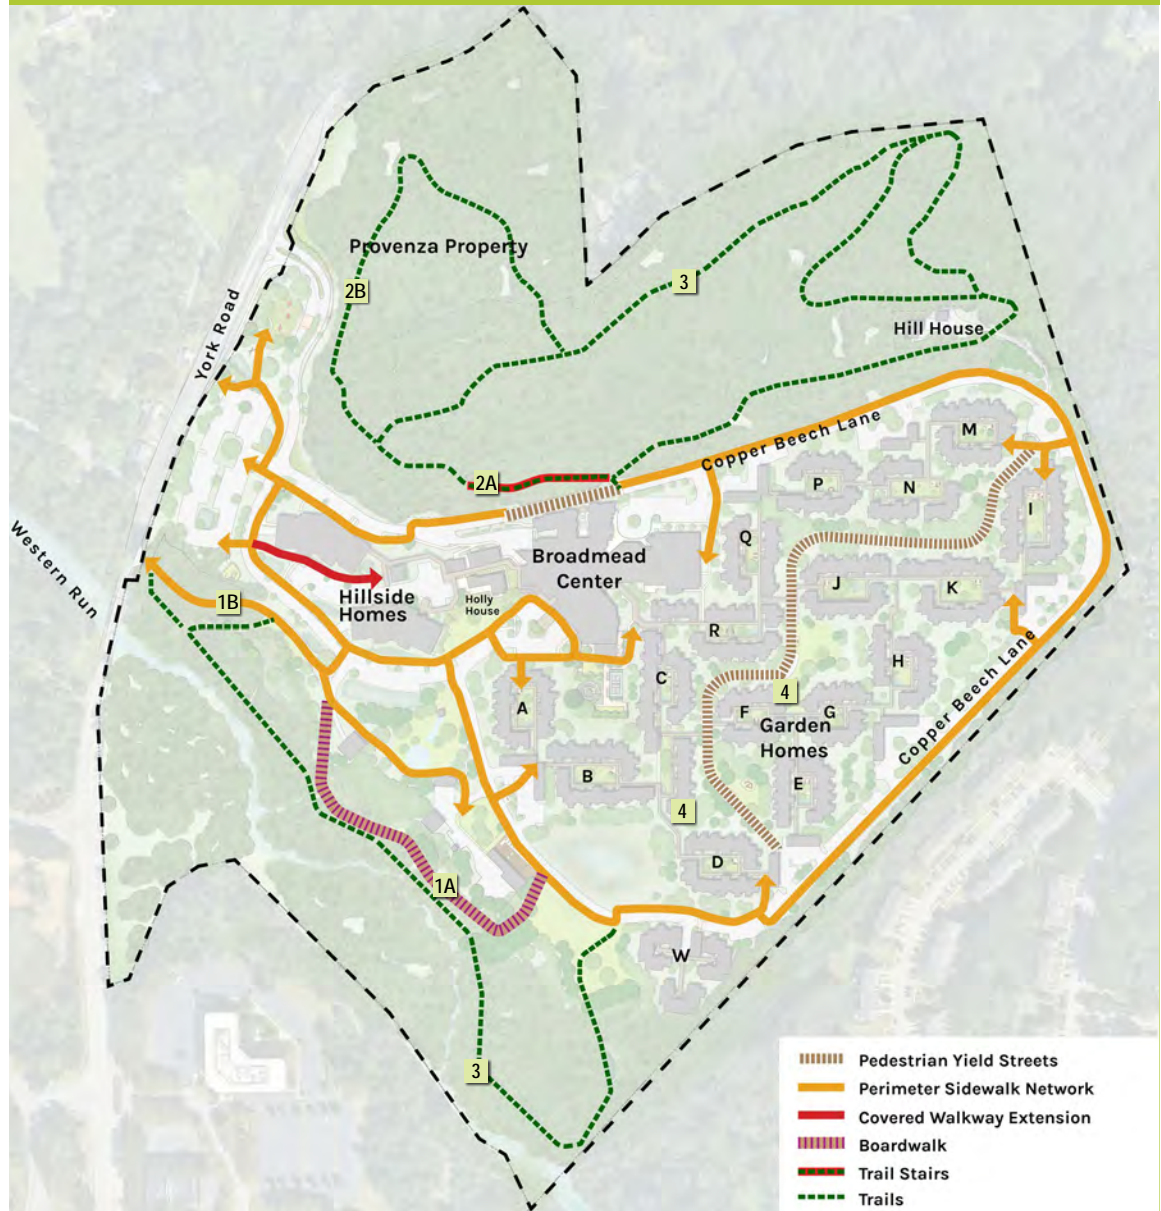 Provenza Property
2B
3
York Road
Hill House
Copper Beech Lane
M
P
N
I
2A
Western Run
Broadmead
Center
Q
Hillside
Homes
Holly
House
J
K
1B
R
H
C
4
A
F
G
Garden
Homes
Copper Beech Lane
B
E
4
D
1A
W
3
Pedestrian Yield Streets
Perimeter Sidewalk Network
Covered Walkway Extension
Boardwalk
Trail Stairs
Trails